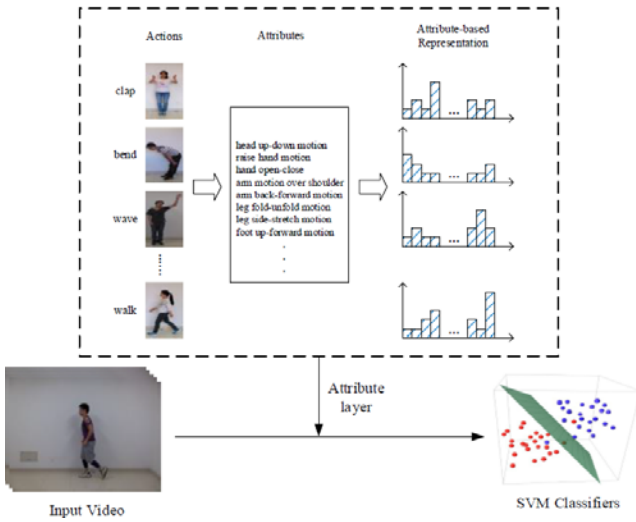 Actions
Attributes
Attribute-based
Representation
clap
bend
wave
walk
head up-down motion
raise hand motion
hand open-close
arm motion over shoulder
arm back-forward motion
leg fold-unfold motion
leg side-stretch motion
foot up-forward motion
Attribute
layer
Input Video
SVM Classifiers